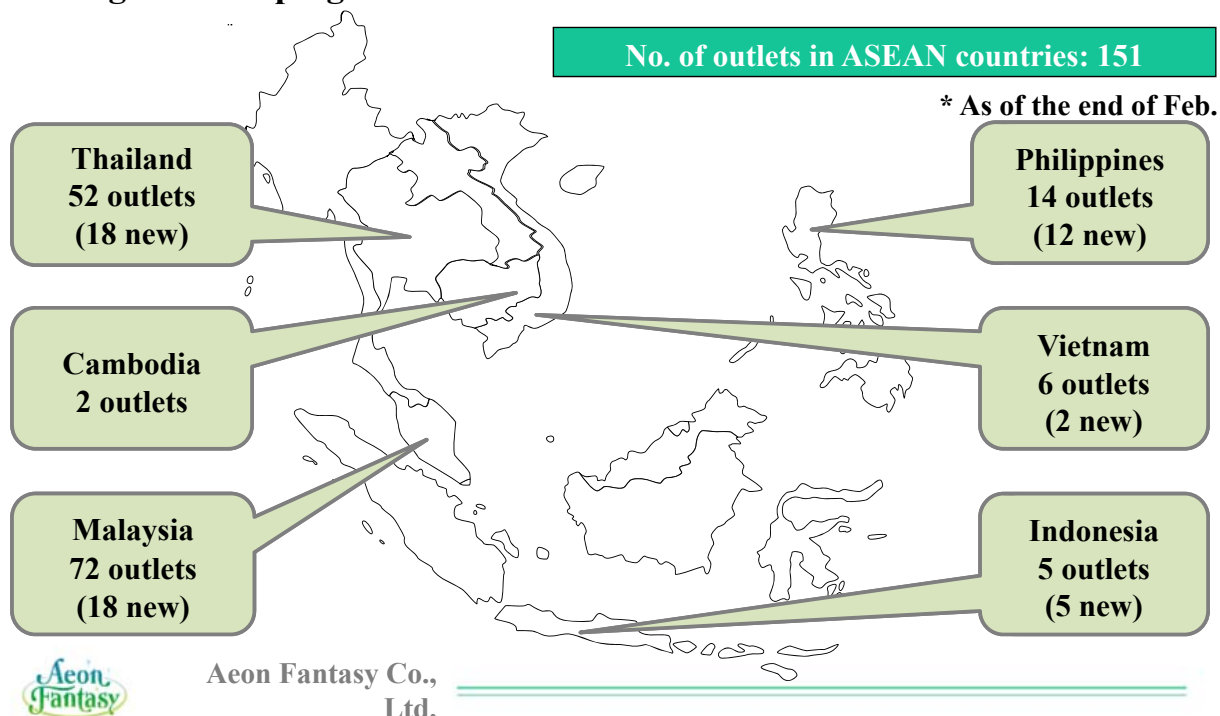 No. of outlets in ASEAN countries: 151
* As of the end of Feb.
Thailand
52 outlets
(18 new)
Philippines
14 outlets
(12 new)
Cambodia
2 outlets
Vietnam
6 outlets
(2 new)
Malaysia
72 outlets
(18 new)
Indonesia
5 outlets
(5 new)
Aeon
Fantasy
Aeon Fantasy Co.,
Ltd.